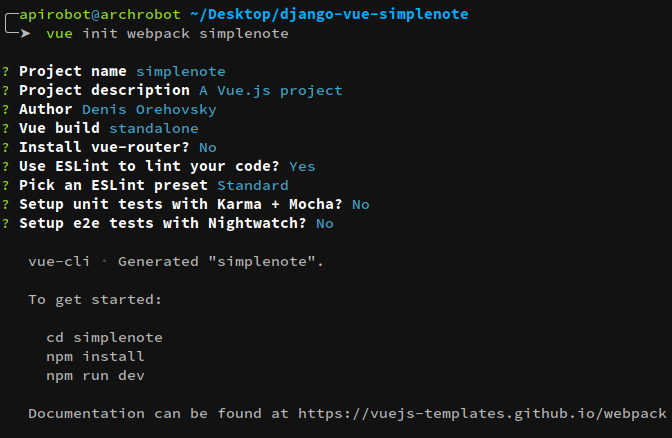 apirobot@archrobot ~/Desktop/django-vue-simplenote
➤ vue init webpack simplenote
? Project name simplenote
? Project description A Vue.js project
? Author Denis Orehovsky
? Vue build standalone
? Install vue-router? No
? Use ESLint to lint your code? Yes
? Pick an ESLint preset Standard
? Setup unit tests with Karma + Mocha? No
? Setup e2e tests with Nightwatch? No
vue-cli · Generated "simplenote".
To get started:
cd simplenote
npm install
npm run dev
Documentation can be found at https://vuejs-templates.github.io/webpack